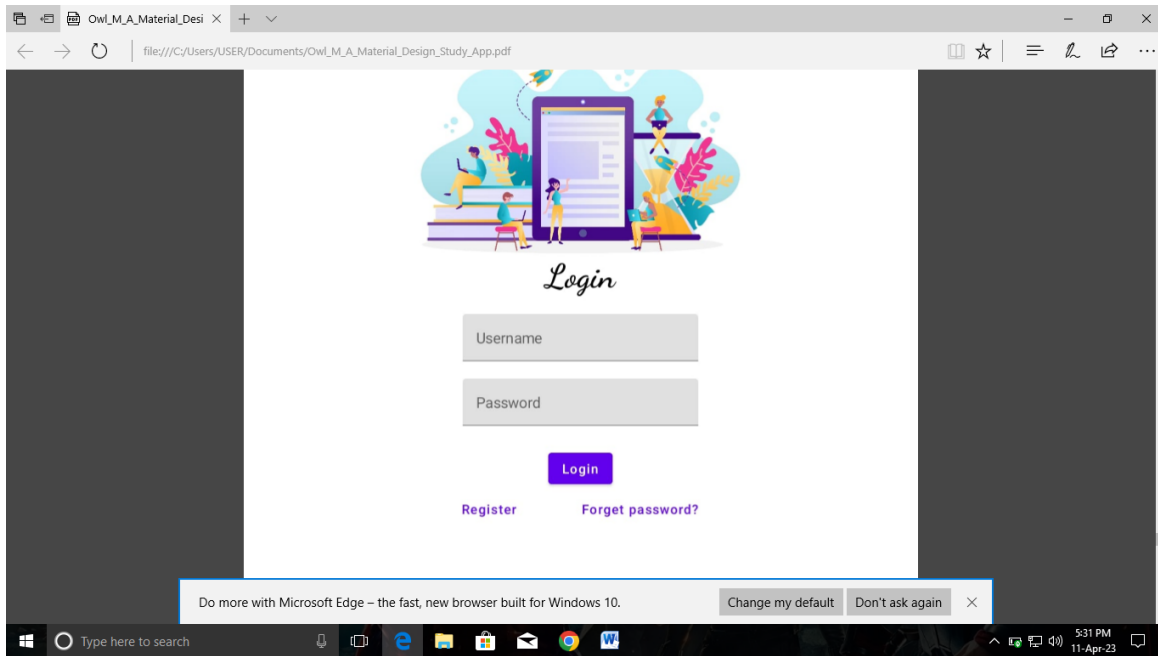 Owl_M_A_Material_Desi
file:///C:/Users/USER/Documents/Owl_M_A_Material_Design_Study_App.pdf
Login
Username
Password
Login
Register Forget password?
Do more with Microsoft Edge – the fast, new browser built for Windows 10. Change my default Don't ask again
Type here to search
5:31 PM
11-Apr-23